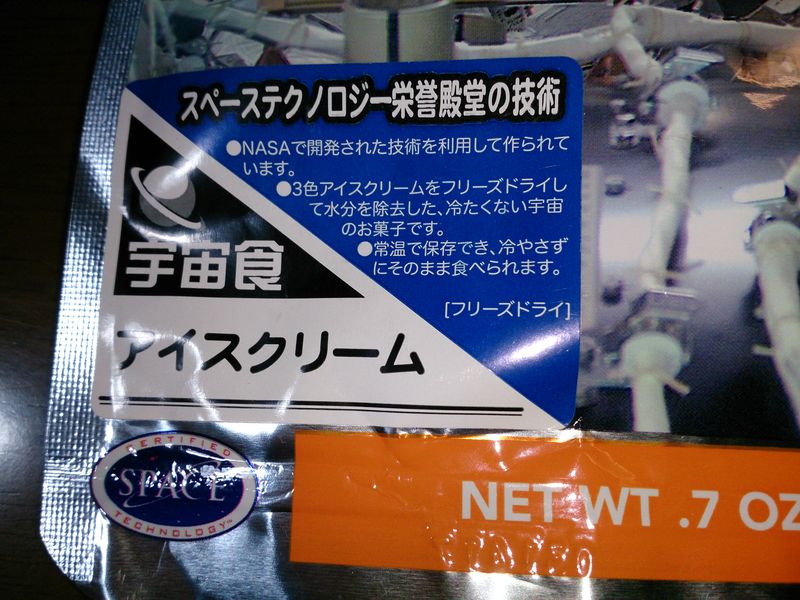 スペーステクノロジー栄誉殿堂の技術
●NASAで開発された技術を利用して作られて
います。
●3色アイスクリームをフリーズドライし
て水分を除去した、冷たくない宇宙
のお菓子です。
●常温で保存でき、冷やさず
にそのまま食べられます。
[フリーズドライ]
宇宙食
アイスクリーム
CERTIFIED
SPACE
TECHNOLOGY™
NET WT .7 OZ